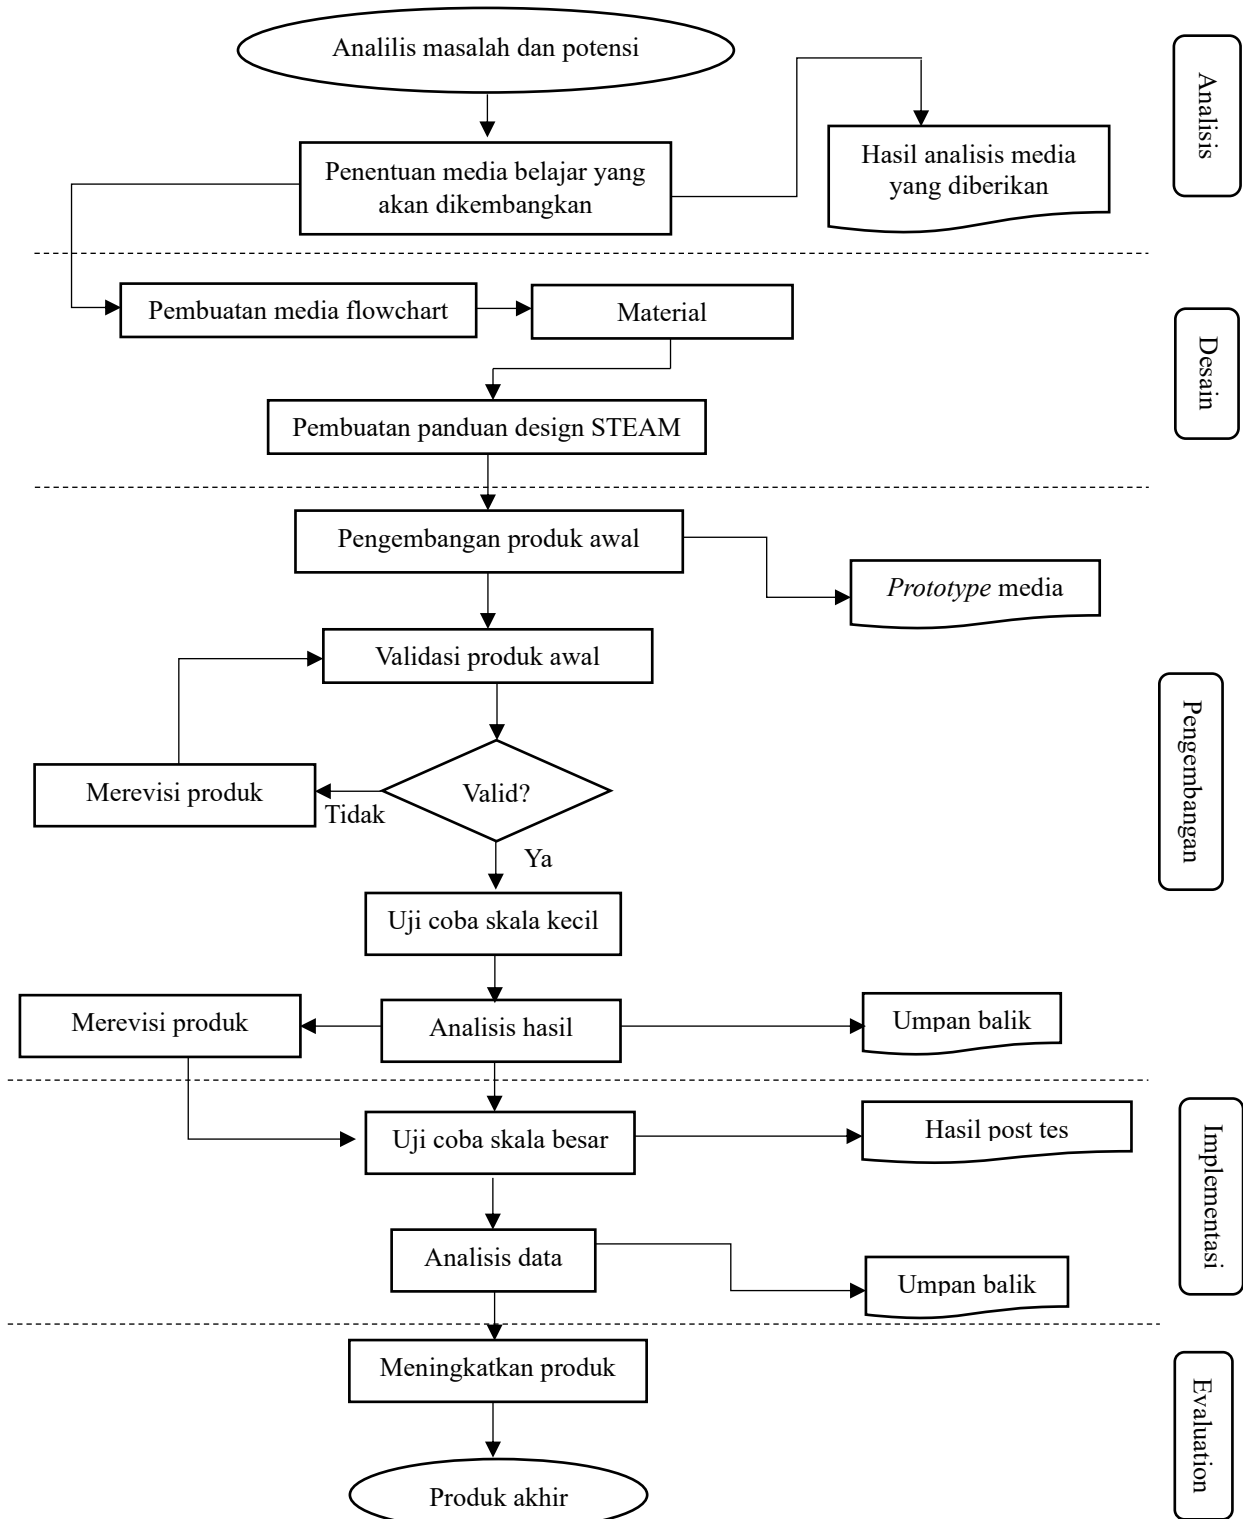 Analilis masalah dan potensi
Analisis
Penentuan media belajar yang
akan dikembangkan
Hasil analisis media
yang diberikan
Pembuatan media flowchart
Material
Desain
Pembuatan panduan design STEAM
Pengembangan produk awal
Prototype media
Validasi produk awal
Pengembangan
Merevisi produk
Tidak
Valid?
Ya
Uji coba skala kecil
Merevisi produk
Analisis hasil
Umpan balik
Uji coba skala besar
Hasil post tes
Implementasi
Analisis data
Umpan balik
Meningkatkan produk
Evaluation
Produk akhir